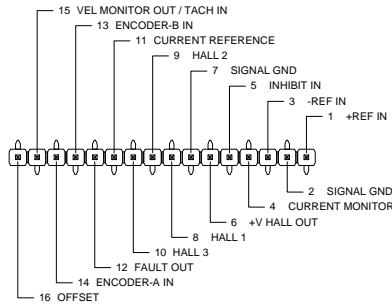 15 VEL MONITOR OUT / TACH IN
13 ENCODER-B IN
11 CURRENT REFERENCE
9 HALL 2
7 SIGNAL GND
5 INHIBIT IN
3 -REF IN
1 +REF IN
2 SIGNAL GND
4 CURRENT MONITOR
6 +V HALL OUT
8 HALL 1
10 HALL 3
12 FAULT OUT
14 ENCODER-A IN
16 OFFSET